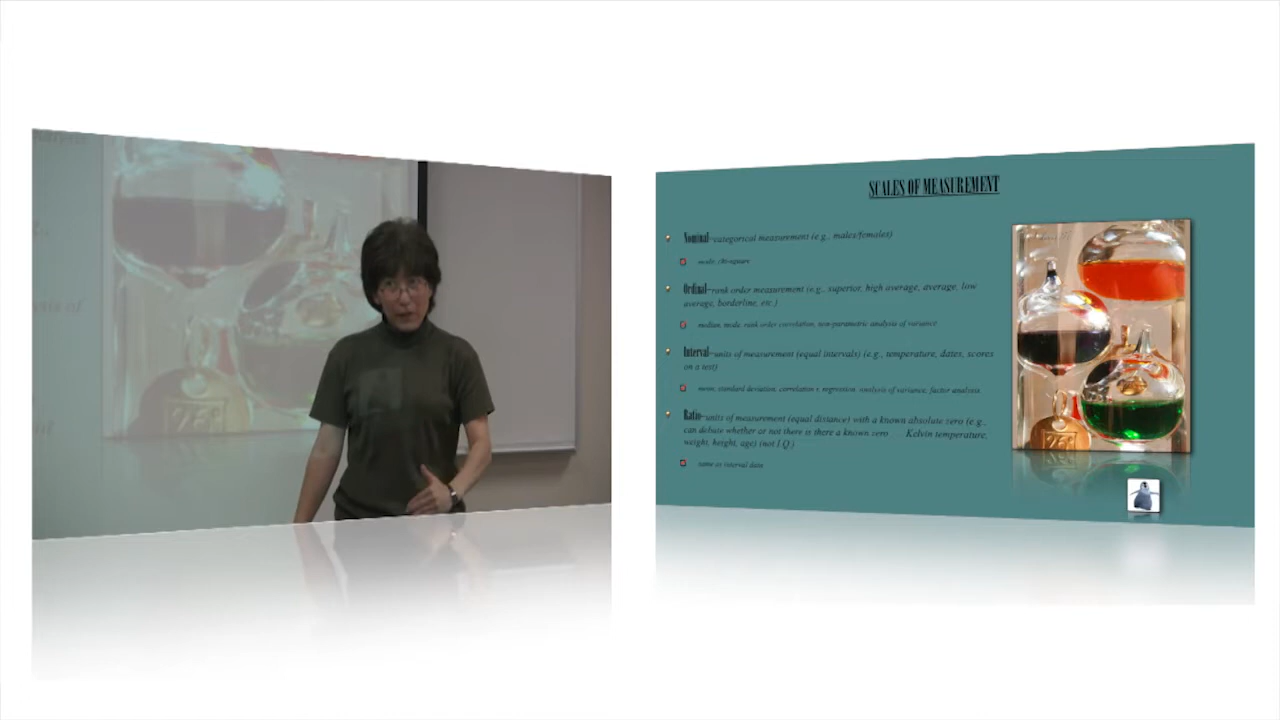 SCALES OF MEASUREMENT
Nominal–categorical measurement (e.g., males/females)
mode, chi-square
Ordinal–rank order measurement (e.g., superior, high average, average, low
average, borderline, etc.)
median, mode, rank order correlation, non-parametric analysis of variance
Interval–units of measurement (equal intervals) (e.g., temperature, dates, scores
on a test)
mean, standard deviation, correlation r, regression, analysis of variance, factor analysis
Ratio–units of measurement (equal distance) with a known absolute zero (e.g.,
can debate whether or not there is there a known zero . . . Kelvin temperature,
weight, height, age) (not I.Q.)
same as interval data
76°